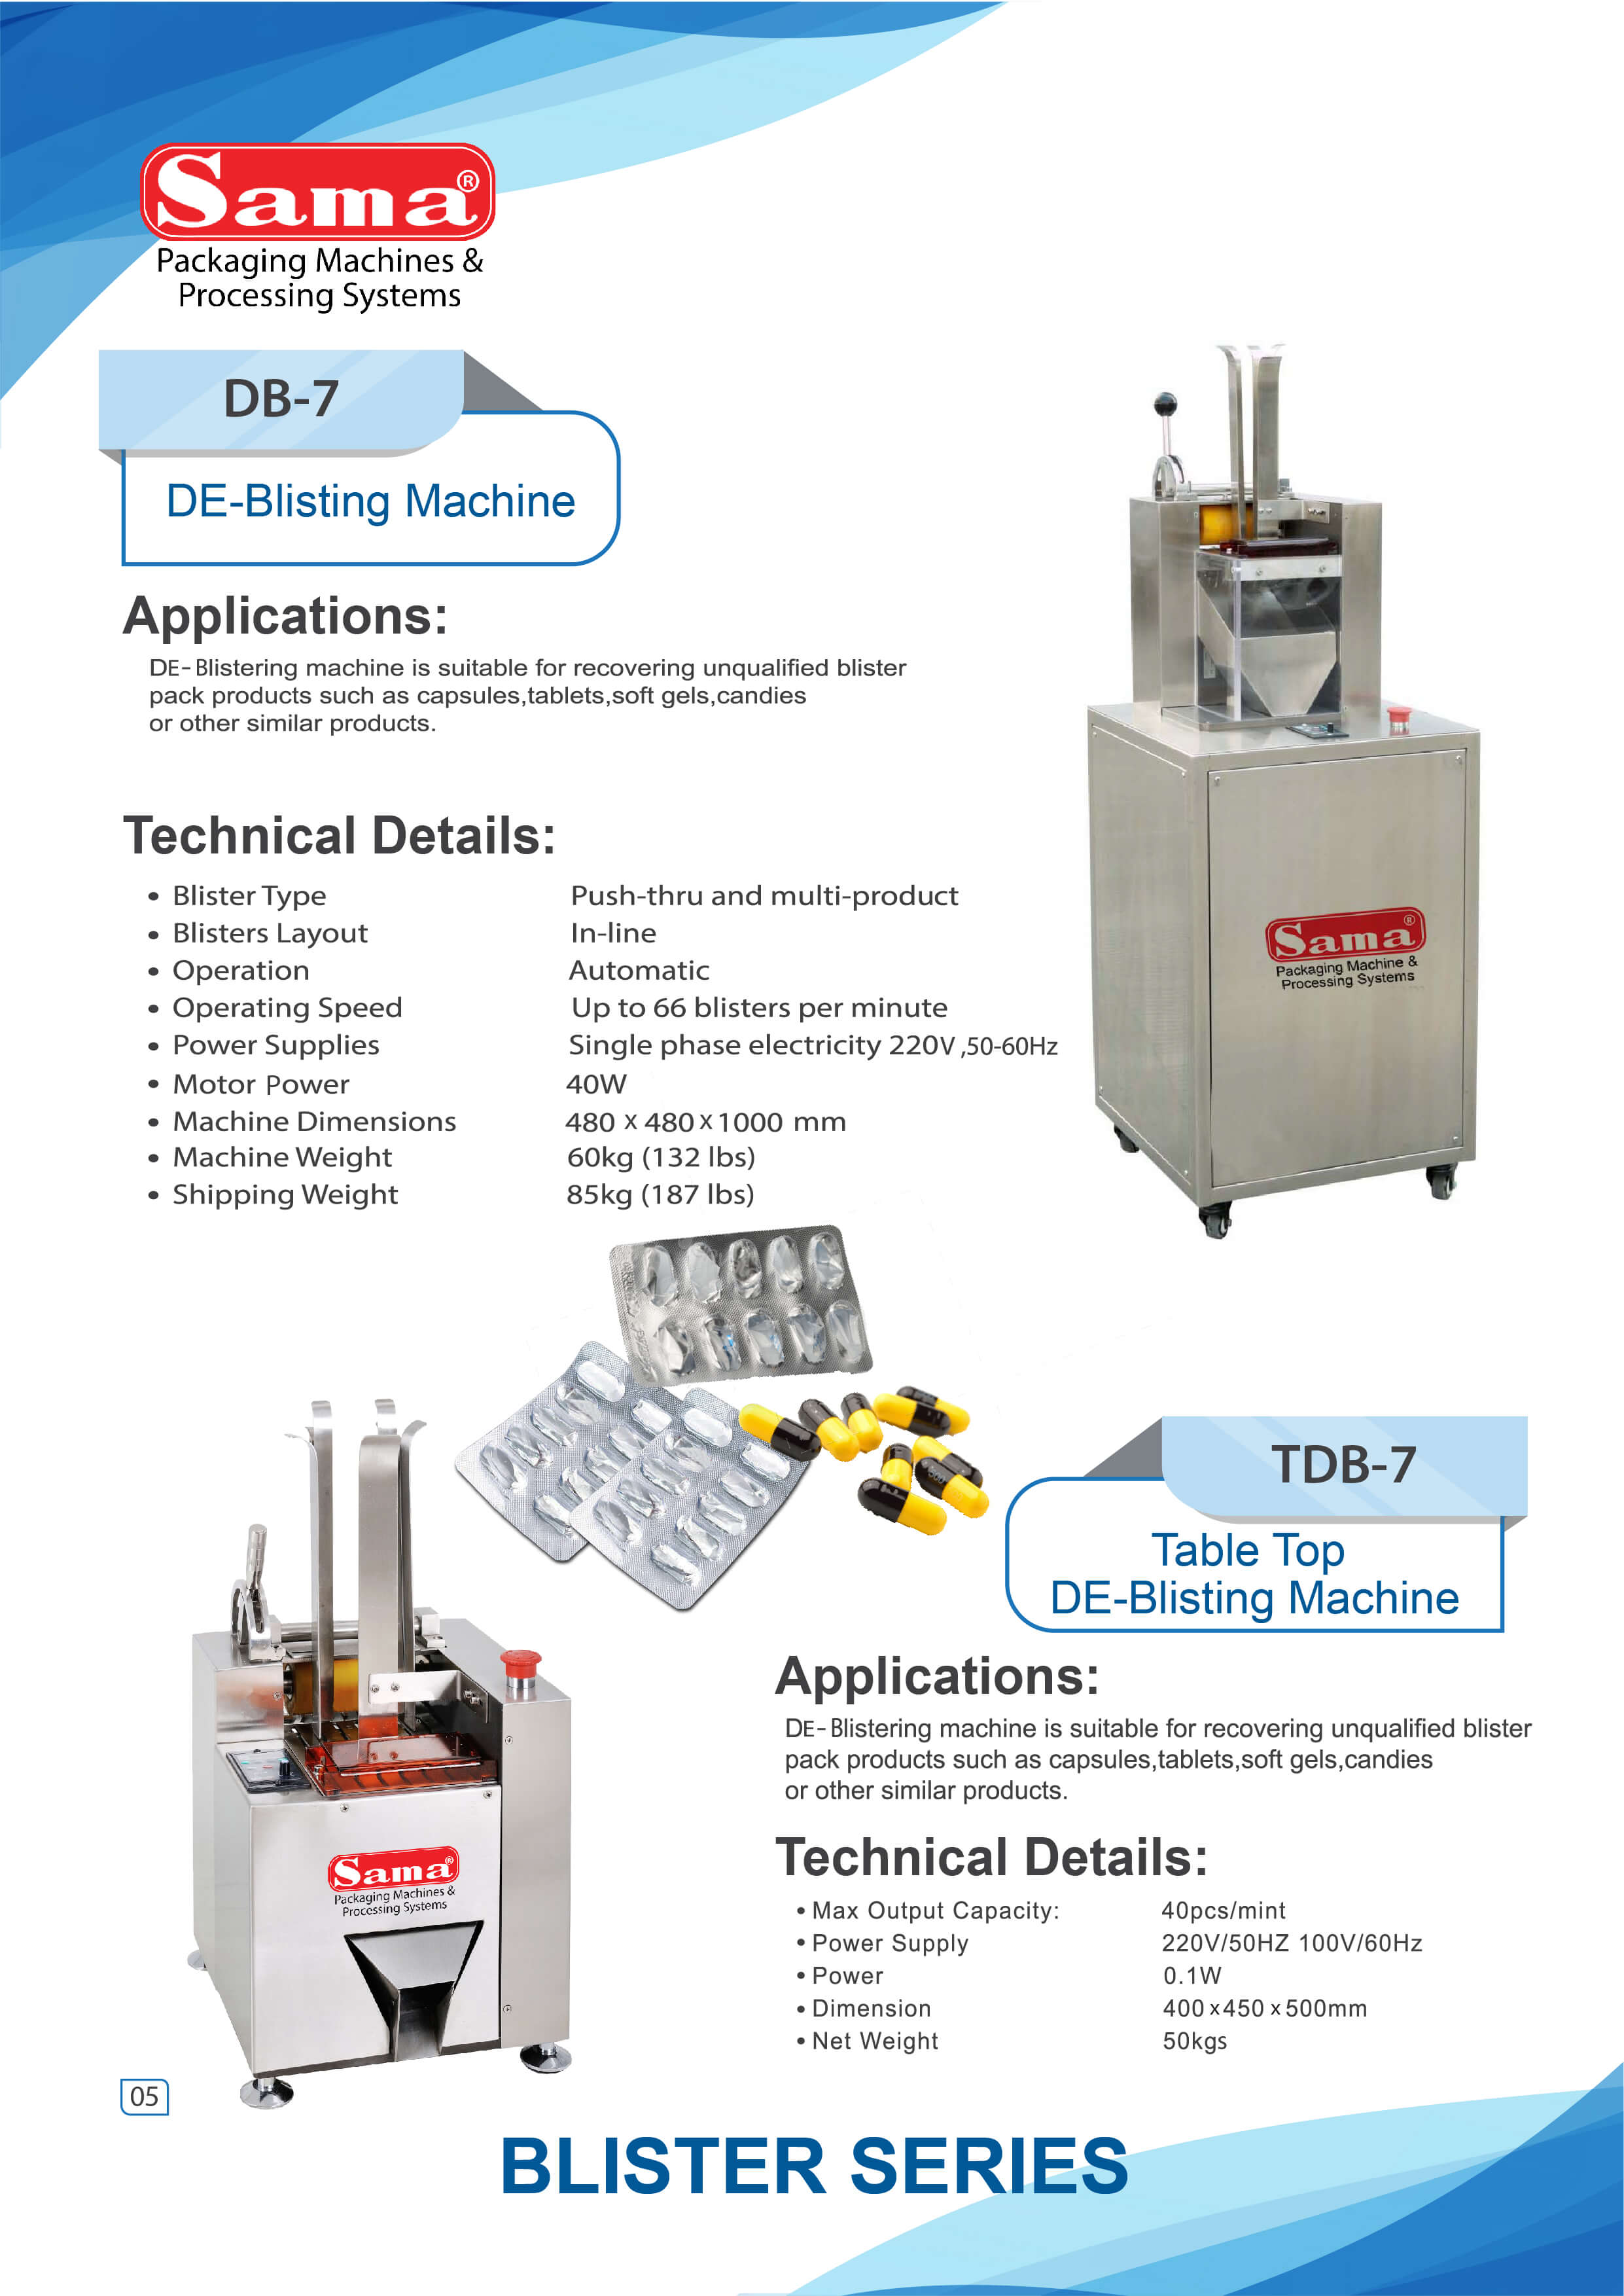 Sama®
Packaging Machines &
Processing Systems
DB-7
DE-Blisting Machine
Applications:
DE-Blistering machine is suitable for recovering unqualified blister
pack products such as capsules,tablets,soft gels,candies
or other similar products.
Technical Details:
• Blister Type Push-thru and multi-product
• Blisters Layout In-line
• Operation Automatic
• Operating Speed Up to 66 blisters per minute
• Power Supplies Single phase electricity 220V ,50-60Hz
• Motor Power 40W
• Machine Dimensions 480 x 480 x 1000 mm
• Machine Weight 60kg (132 lbs)
• Shipping Weight 85kg (187 lbs)
Sama®
Packaging Machine &
Processing Systems
TDB-7
Table Top
DE-Blisting Machine
Applications:
DE-Blistering machine is suitable for recovering unqualified blister
pack products such as capsules,tablets,soft gels,candies
or other similar products.
Technical Details:
• Max Output Capacity: 40pcs/mint
• Power Supply 220V/50HZ 100V/60Hz
• Power 0.1W
• Dimension 400 x 450 x 500mm
• Net Weight 50kgs
Sama®
Packaging Machines &
Processing Systems
05
BLISTER SERIES